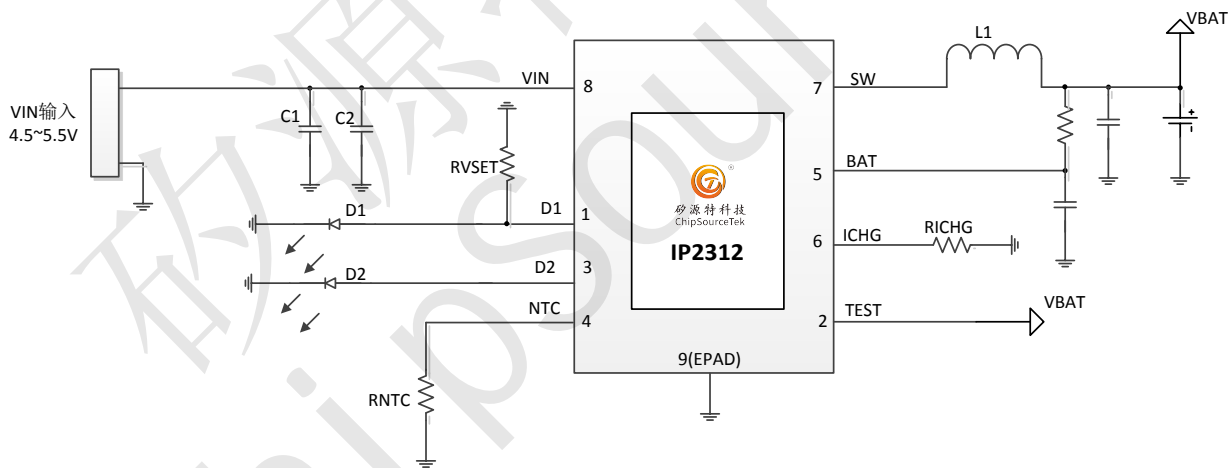 VBAT
L1
VIN
8
7
SW
VIN输入
4.5~5.5V
C1
C2
RVSET
BAT
5
矽源特科技
ChipSourceTek
IP2312
D1
D1
1
6
ICHG
RICHG
D2
D2
3
NTC
4
2
TEST
VBAT
9(EPAD)
RNTC